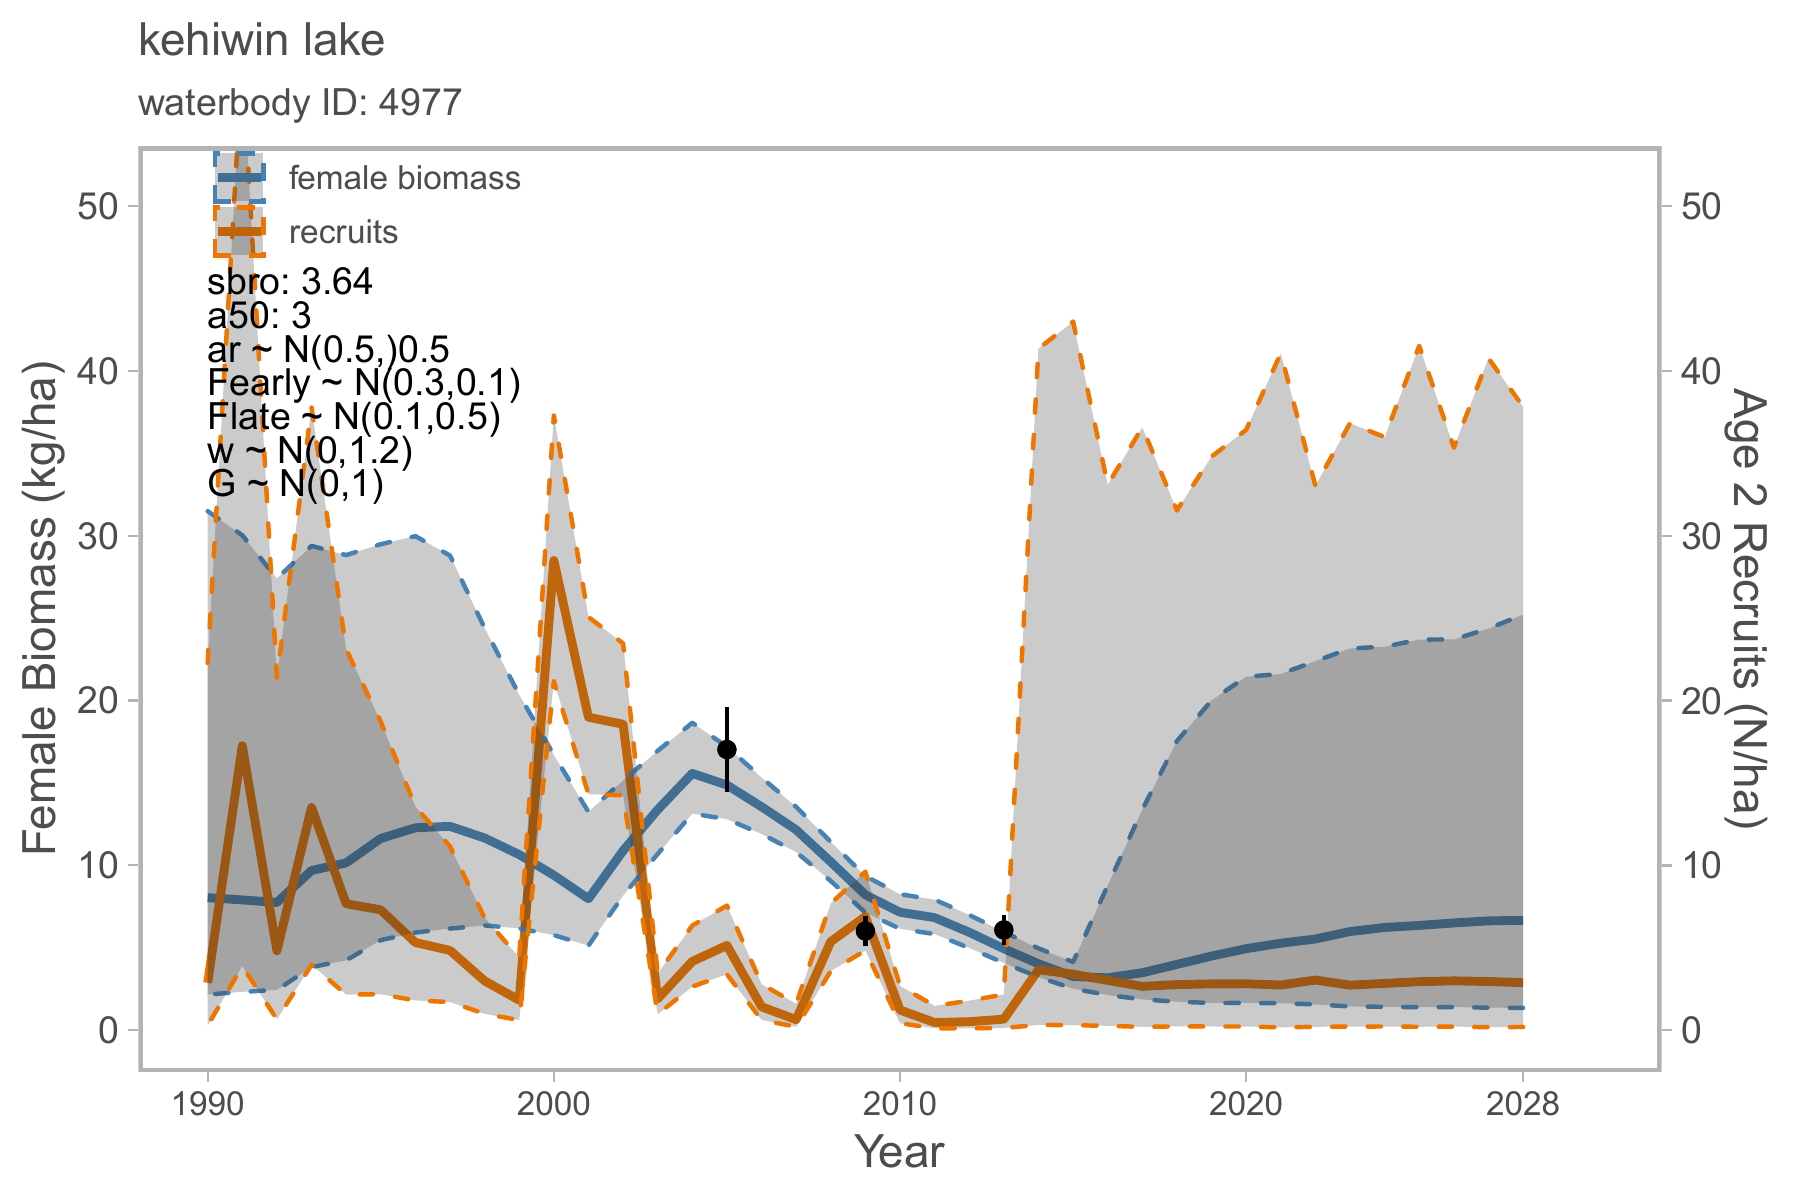 kehiwin lake
waterbody ID: 4977
female biomass
recruits
sbro: 3.64
a50: 3
ar ~ N(0.5,)0.5
Fearly ~ N(0.3,0.1)
Flate ~ N(0.1,0.5)
w ~ N(0,1.2)
G ~ N(0,1)
Female Biomass (kg/ha)
50
40
30
20
10
0
50
40
30
20
10
0
Age 2 Recruits (N/ha)
1990 2000 2010 2020 2028
Year